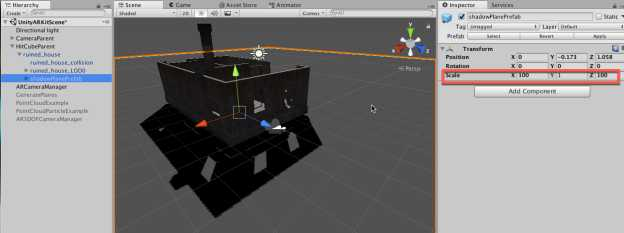 Hierarchy
Create
UnityARKitScene*
Directional light
CameraParent
HitCubeParent
ruined_house
ruined_house_collision
ruined_house_LOD0
shadowPlanePrefab
ARCameraManager
GeneratePlanes
PointCloudExample
PointCloudParticleExample
AR3DOFCameraManager
Scene
Game
Asset Store
Animator
Shaded
2D
Gizmos
Persp
Inspector
Services
shadowPlanePrefab
Static
Tag
Untagged
Layer
Default
Prefab
Select
Revert
Apply
Transform
Position X 0 Y -0.173 Z 1.058
Rotation X 0 Y 0 Z 0
Scale X 100 Y 1 Z 100
Add Component